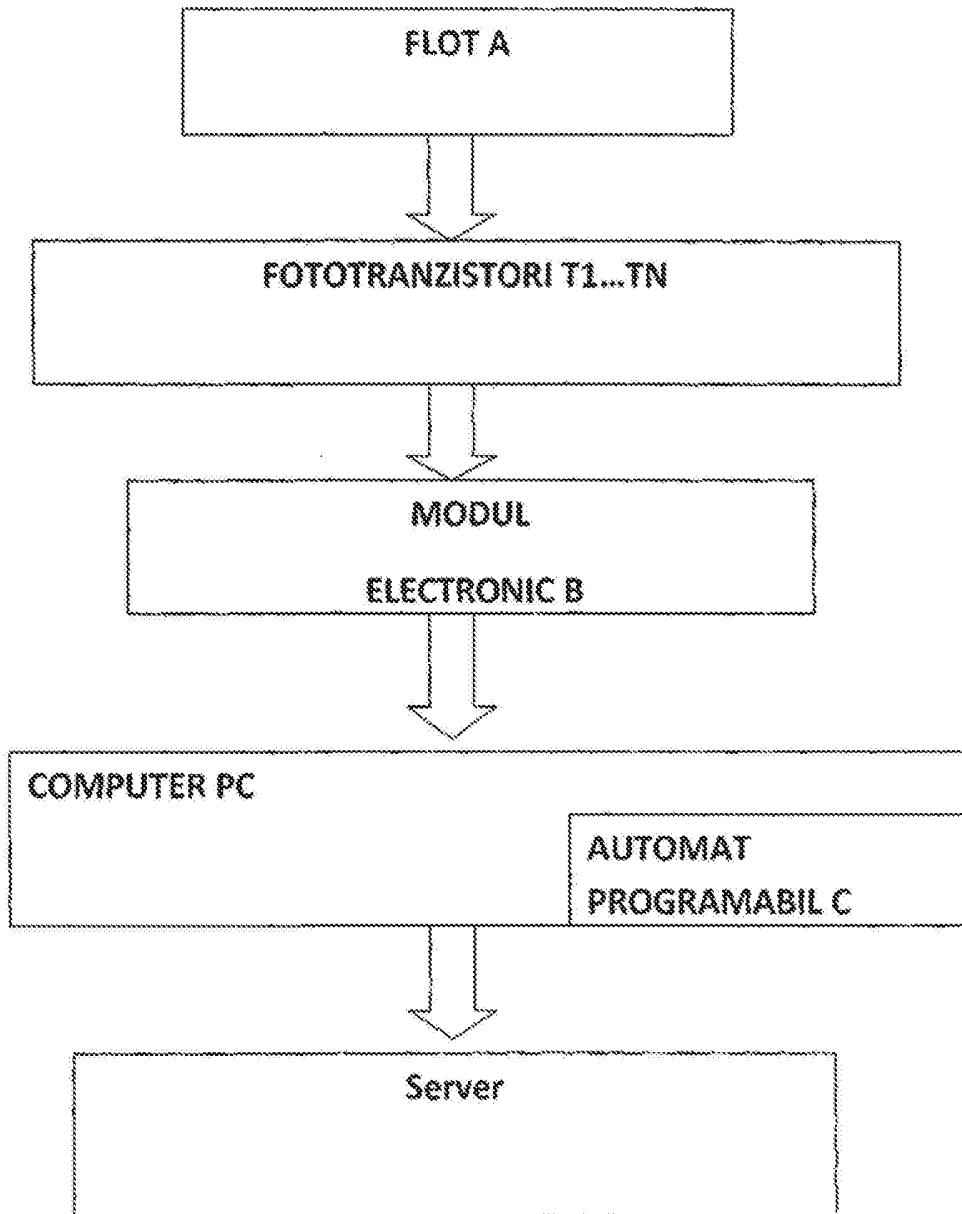 FLOT A
FOTOTRANZISTORI T1...TN
MODUL
ELECTRONIC B
COMPUTER PC
AUTOMAT
PROGRAMABIL C
Server